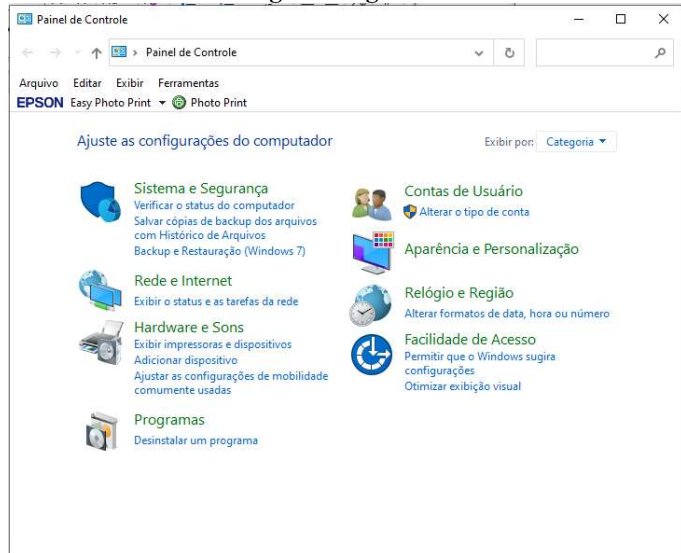 Painel de Controle
Painel de Controle
Arquivo Editar Exibir Ferramentas
EPSON Easy Photo Print Photo Print
Ajuste as configurações do computador
Exibir por: Categoria
Sistema e Segurança
Verificar o status do computador
Salvar cópias de backup dos arquivos
com Histórico de Arquivos
Backup e Restauração (Windows 7)
Rede e Internet
Exibir o status e as tarefas da rede
Hardware e Sons
Exibir impressoras e dispositivos
Adicionar dispositivo
Ajustar as configurações de mobilidade
comumente usadas
Programas
Desinstalar um programa
Contas de Usuário
Alterar o tipo de conta
Aparência e Personalização
Relógio e Região
Alterar formatos de data, hora ou número
Facilidade de Acesso
Permitir que o Windows sugira
configurações
Otimizar exibição visual